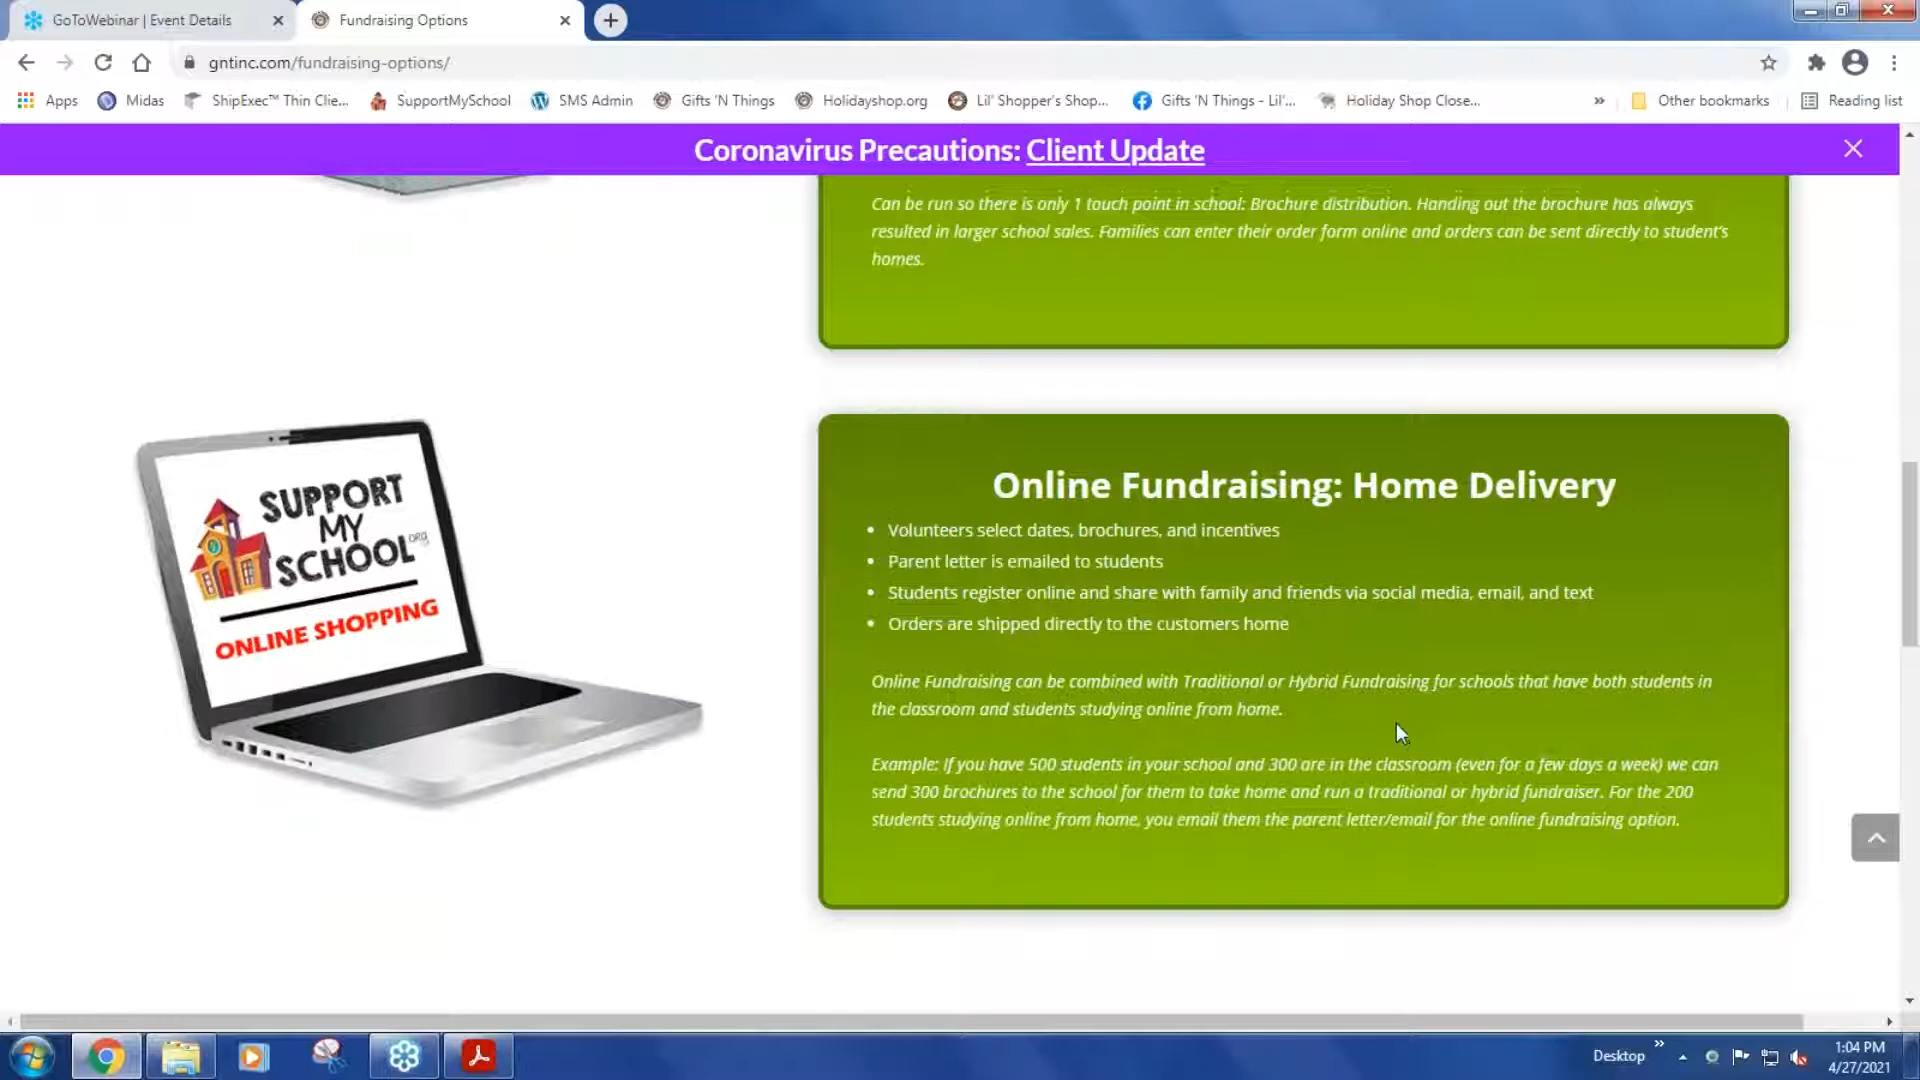 GoToWebinar | Event Details
Fundraising Options
gntinc.com/fundraising-options/
Apps Midas ShipExec™ Thin Clie... SupportMySchool SMS Admin Gifts 'N Things Holidayshop.org Lil' Shopper's Shop... Gifts 'N Things - Lil'... Holiday Shop Close... » Other bookmarks Reading list
Coronavirus Precautions: Client Update
Can be run so there is only 1 touch point in school: Brochure distribution. Handing out the brochure has always
resulted in larger school sales. Families can enter their order form online and orders can be sent directly to student's
homes.
SUPPORT
MY
SCHOOL.ORG
ONLINE SHOPPING
Online Fundraising: Home Delivery
• Volunteers select dates, brochures, and incentives
• Parent letter is emailed to students
• Students register online and share with family and friends via social media, email, and text
• Orders are shipped directly to the customers home
Online Fundraising can be combined with Traditional or Hybrid Fundraising for schools that have both students in
the classroom and students studying online from home.
Example: If you have 500 students in your school and 300 are in the classroom (even for a few days a week) we can
send 300 brochures to the school for them to take home and run a traditional or hybrid fundraiser. For the 200
students studying online from home, you email them the parent letter/email for the online fundraising option.
Desktop »
1:04 PM
4/27/2021